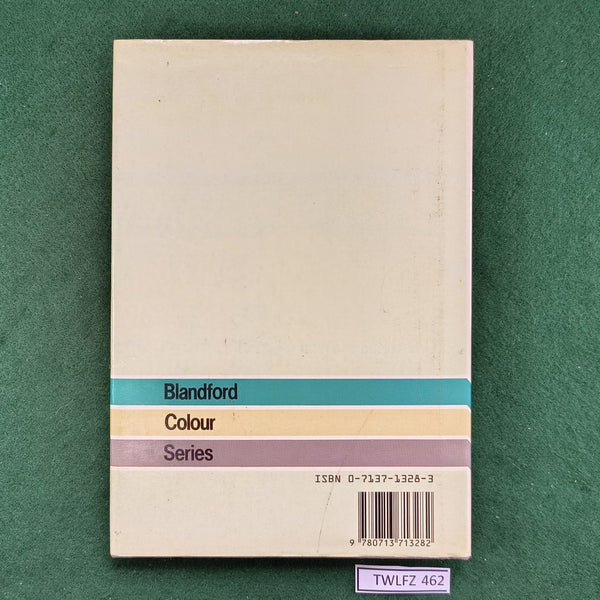 Blandford
Colour
Series
ISBN 0-7137-1328-3
9 780713 713282
TWLFZ 462